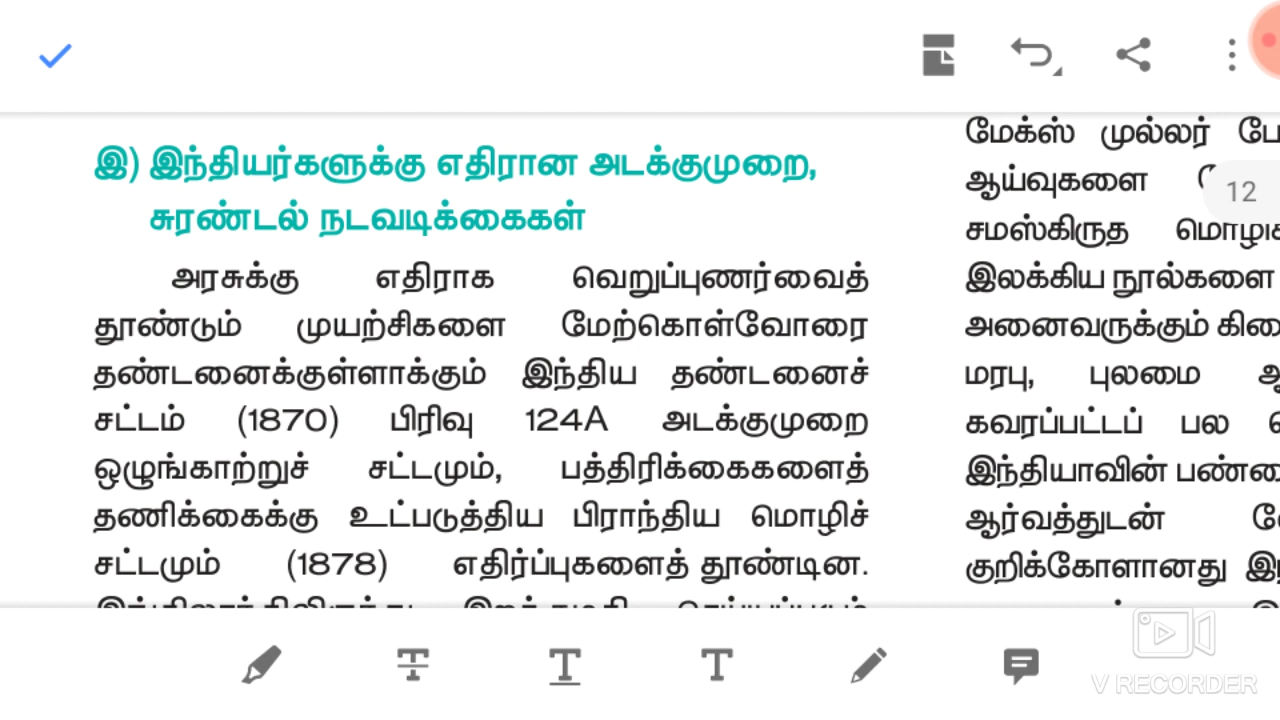 இ) இந்தியர்களுக்கு எதிரான அடக்குமுறை,
சுரண்டல் நடவடிக்கைகள்
அரசுக்கு எதிராக வெறுப்புணர்வைத்
தூண்டும் முயற்சிகளை மேற்கொள்வோரை
தண்டனைக்குள்ளாக்கும் இந்திய தண்டனைச்
சட்டம் (1870) பிரிவு 124A அடக்குமுறை
ஒழுங்காற்றுச் சட்டமும், பத்திரிக்கைகளைத்
தணிக்கைக்கு உட்படுத்திய பிராந்திய மொழிச்
சட்டமும் (1878) எதிர்ப்புகளைத் தூண்டின.
மேக்ஸ் முல்லர்
ஆய்வுகளை
சமஸ்கிருத
இலக்கிய நூல்களை
அனைவருக்கும்
மரபு, புலமை
கவரப்பட்டப் பல
இந்தியாவின்
ஆர்வத்துடன்
குறிக்கோளானது
12
V RECORDER